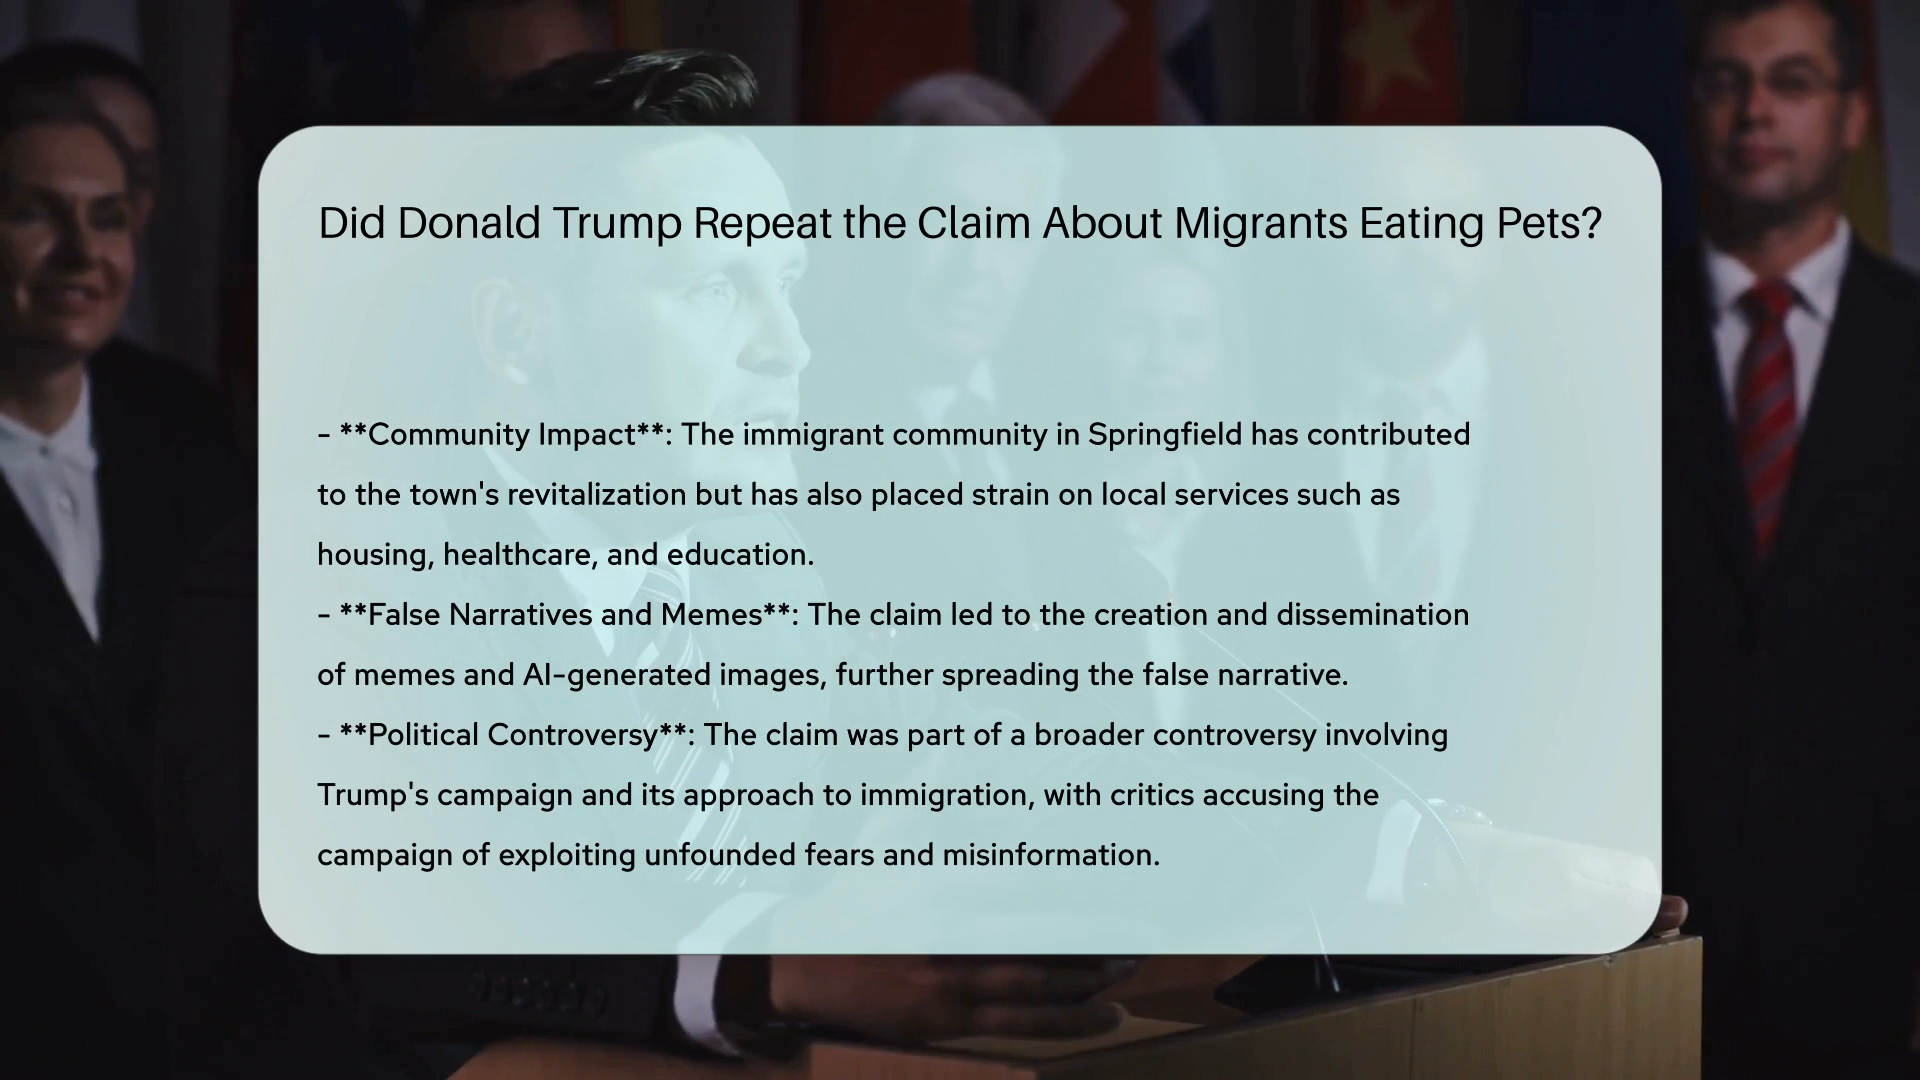 Did Donald Trump Repeat the Claim About Migrants Eating Pets?
- **Community Impact**: The immigrant community in Springfield has contributed
to the town's revitalization but has also placed strain on local services such as
housing, healthcare, and education.
- **False Narratives and Memes**: The claim led to the creation and dissemination
of memes and AI-generated images, further spreading the false narrative.
- **Political Controversy**: The claim was part of a broader controversy involving
Trump's campaign and its approach to immigration, with critics accusing the
campaign of exploiting unfounded fears and misinformation.